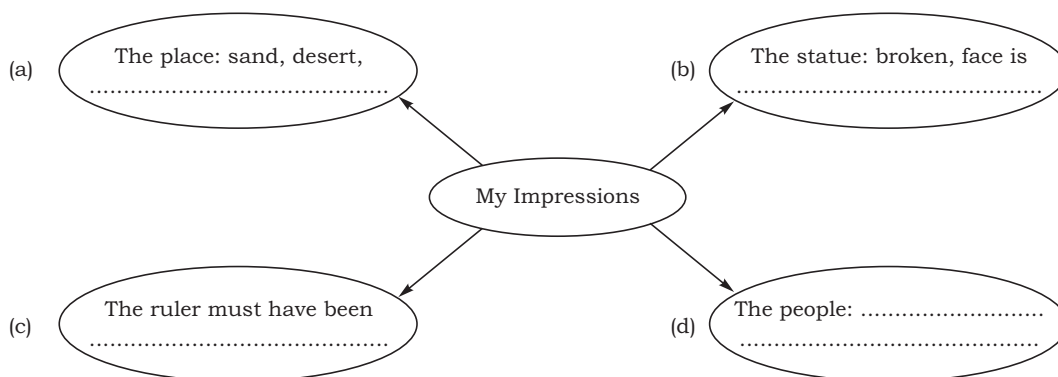 (a) The place: sand, desert,
............................................
(b) The statue: broken, face is
.............................................
My Impressions
(c) The ruler must have been
............................................
(d) The people: ...........................
............................................